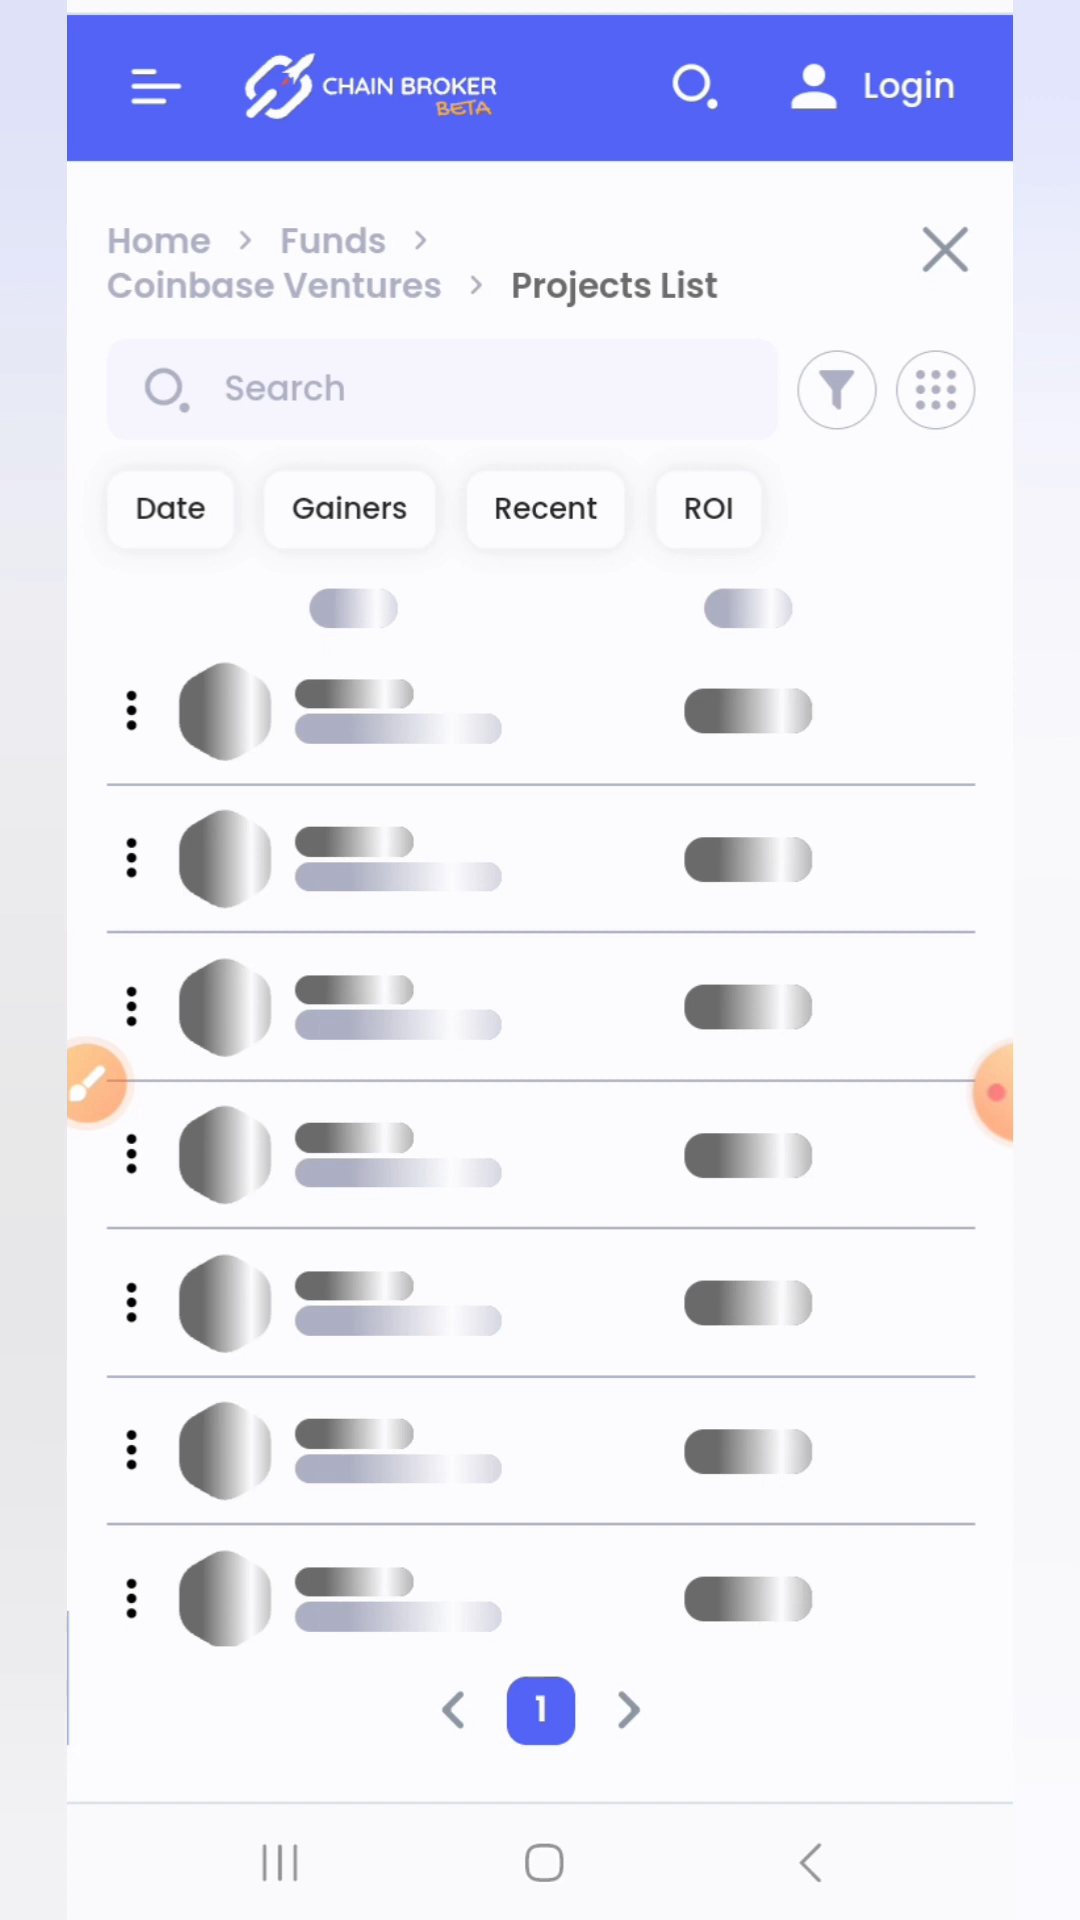 CHAIN BROKER
BETA
Login
Home > Funds >
Coinbase Ventures > Projects List
Search
Date Gainers Recent ROI
1